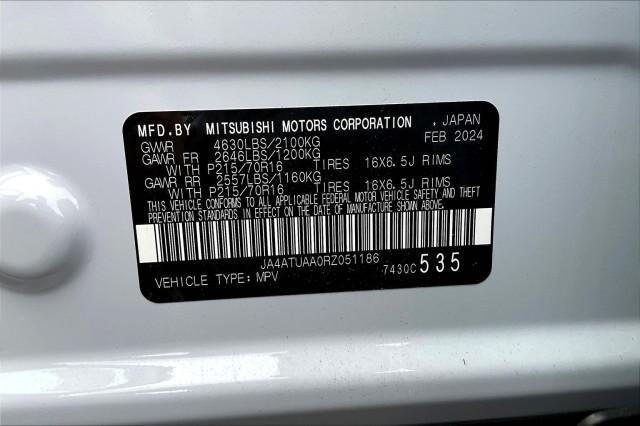 MFD.BY MITSUBISHI MOTORS CORPORATION , JAPAN
GVWR 4630LBS/2100KG FEB 2024
GAWR FR 2646LBS/1200KG
WITH P215/70R16 TIRES 16X6.5J RIMS
GAWR RR 2557LBS/1160KG
WITH P215/70R16 TIRES 16X6.5J RIMS
THIS VEHICLE CONFORMS TO ALL APPLICABLE FEDERAL MOTOR VEHICLE SAFETY AND THEFT
PREVENTION STANDARDS IN EFFECT ON THE DATE OF MANUFACTURE SHOWN ABOVE.
JA4ATUAA0RZ051186
VEHICLE TYPE: MPV 7430C 535